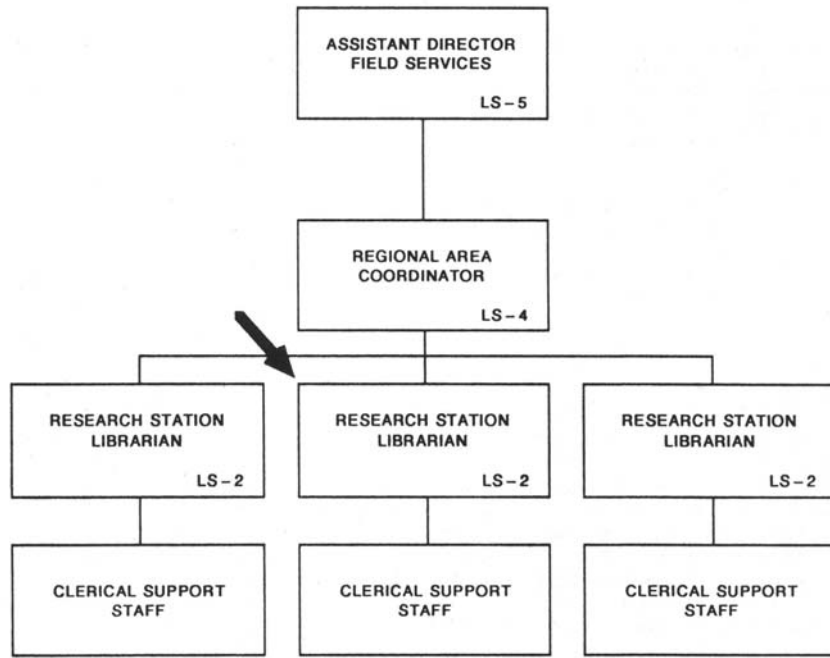 ASSISTANT DIRECTOR
FIELD SERVICES
LS-5
REGIONAL AREA
COORDINATOR
LS-4
RESEARCH STATION
LIBRARIAN
LS-2
RESEARCH STATION
LIBRARIAN
LS-2
RESEARCH STATION
LIBRARIAN
LS-2
CLERICAL SUPPORT
STAFF
CLERICAL SUPPORT
STAFF
CLERICAL SUPPORT
STAFF